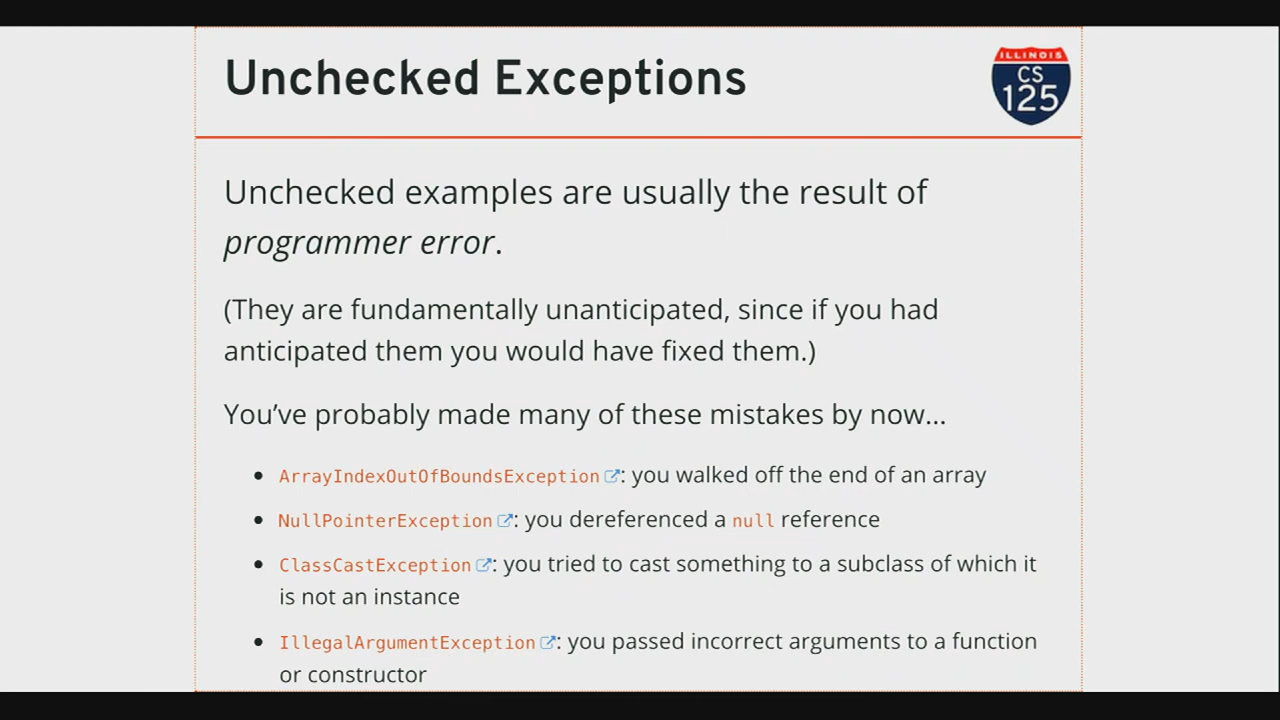 Unchecked Exceptions
ILLINOIS
CS
125
Unchecked examples are usually the result of
programmer error.
(They are fundamentally unanticipated, since if you had
anticipated them you would have fixed them.)
You’ve probably made many of these mistakes by now…
• ArrayIndexOutOfBoundsException: you walked off the end of an array
• NullPointerException: you dereferenced a null reference
• ClassCastException: you tried to cast something to a subclass of which it
is not an instance
• IllegalArgumentException: you passed incorrect arguments to a function
or constructor